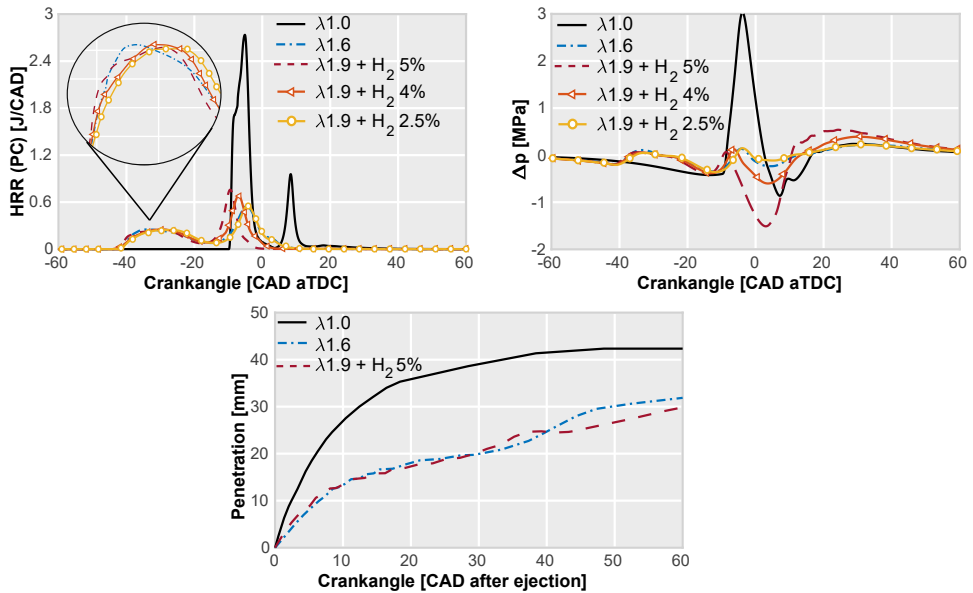 HRR (PC) [J/CAD]
3
2.4
1.8
1.2
0.6
0
-60
-40
-20
0
20
40
60
Crankangle [CAD aTDC]
λ1.0
λ1.6
λ1.9 + H2 5%
λ1.9 + H2 4%
λ1.9 + H2 2.5%
Δp [MPa]
3
2
1
0
-1
-2
-60
-40
-20
0
20
40
60
Crankangle [CAD aTDC]
λ1.0
λ1.6
λ1.9 + H2 5%
λ1.9 + H2 4%
λ1.9 + H2 2.5%
Penetration [mm]
50
40
30
20
10
0
0
10
20
30
40
50
60
Crankangle [CAD after ejection]
λ1.0
λ1.6
λ1.9 + H2 5%